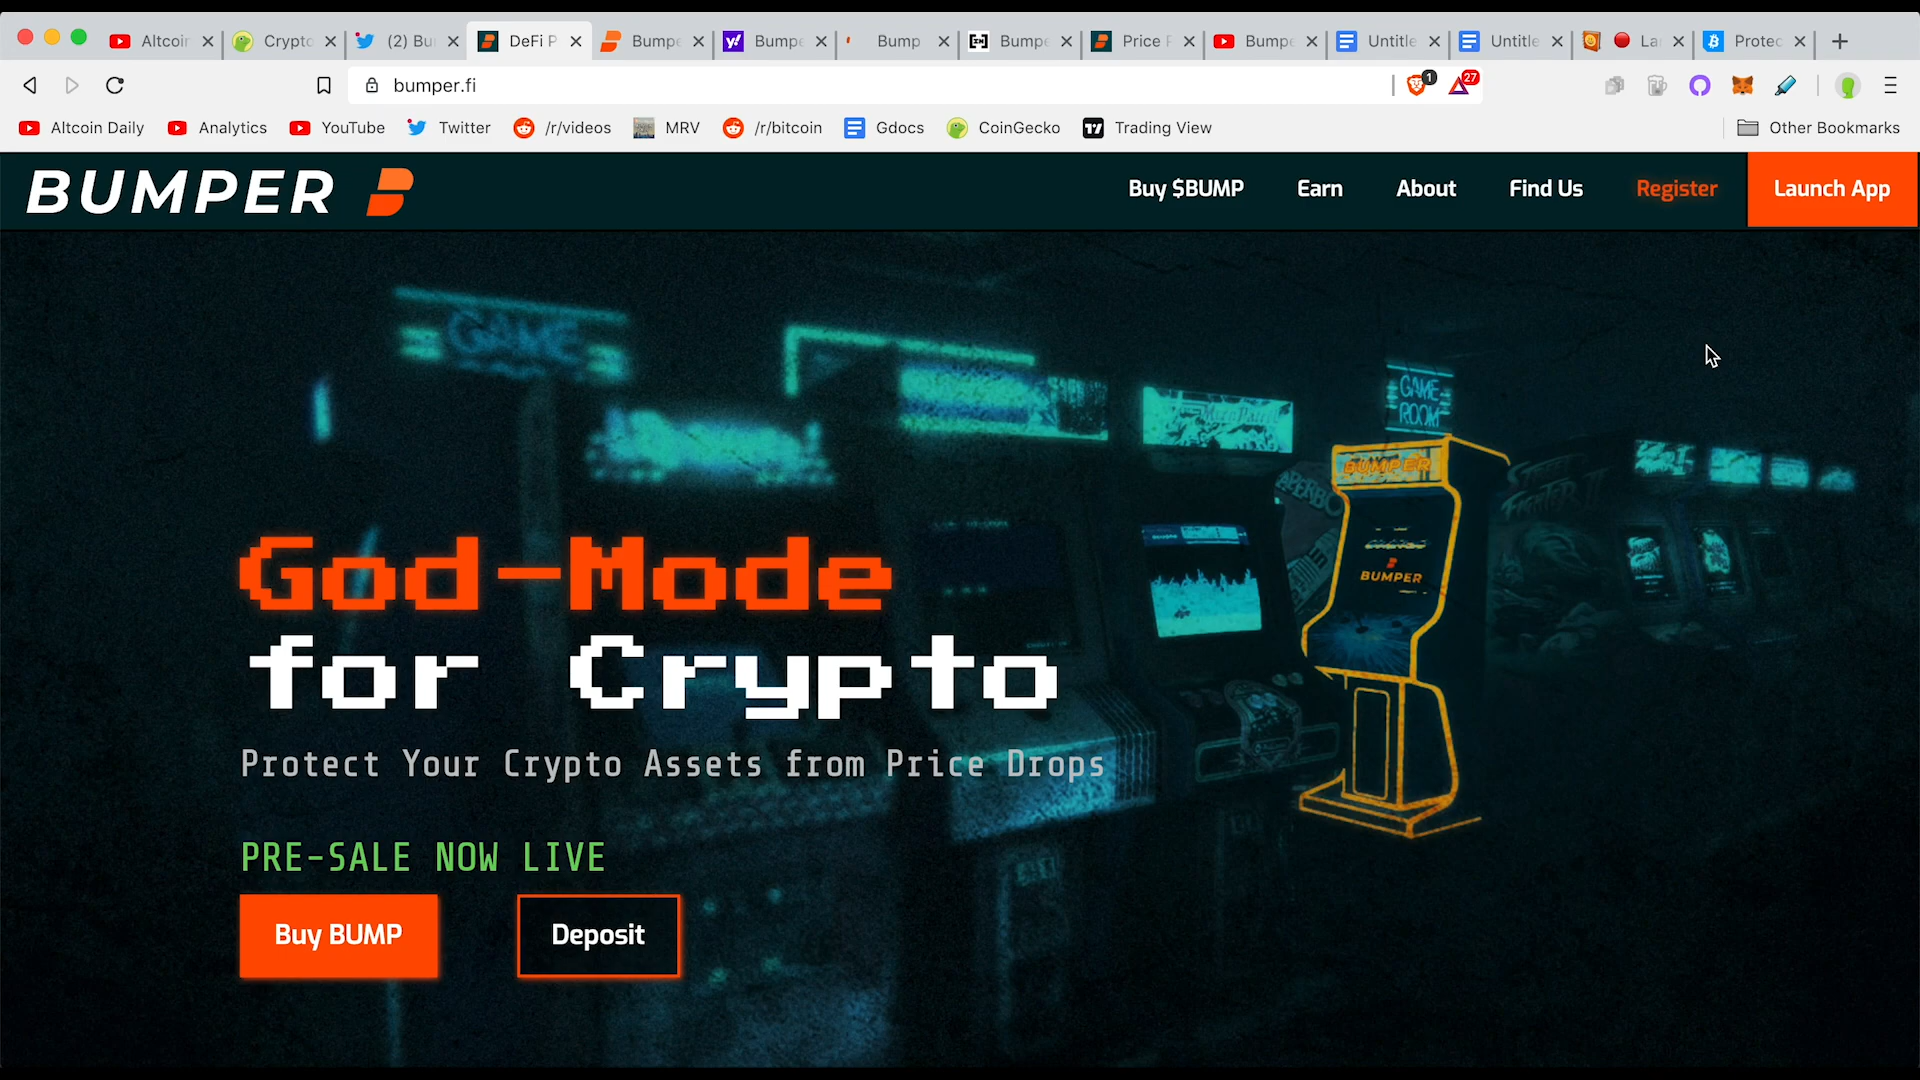 Altcoin
Crypto
(2) Bu
DeFi P
Bumpe
Bumpe
Bump
Bumpe
Price F
Bumpe
Untitle
Untitle
La
Protec
bumper.fi
1
27
Altcoin Daily
Analytics
YouTube
Twitter
/r/videos
MRV
/r/bitcoin
Gdocs
CoinGecko
Trading View
Other Bookmarks
BUMPER
Buy $BUMP
Earn
About
Find Us
Register
Launch App
GAME
GAME
ROOM
BUMPER
BUMPER
God-Mode
for Crypto
Protect Your Crypto Assets from Price Drops
PRE-SALE NOW LIVE
Buy BUMP
Deposit